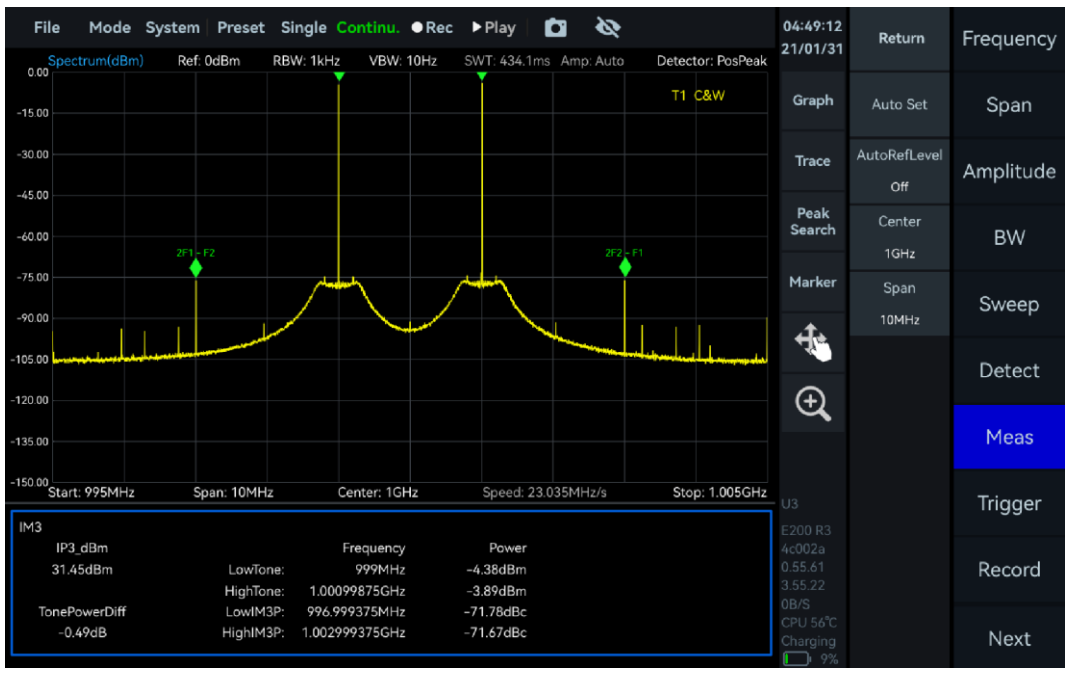 File Mode System Preset Single Continu. Rec Play
Spectrum(dBm) Ref: 0dBm RBW: 1kHz VBW: 10Hz SWT: 434.1ms Amp: Auto Detector: PosPeak
0.00
T1 C&W
-15.00
-30.00
-45.00
-60.00
2F1 - F2 2F2 - F1
-75.00
-90.00
-105.00
-120.00
-135.00
-150.00
Start: 995MHz Span: 10MHz Center: 1GHz Speed: 23.035MHz/s Stop: 1.005GHz
IM3
IP3_dBm Frequency Power
31.45dBm LowTone: 999MHz -4.38dBm
HighTone: 1.00099875GHz -3.89dBm
TonePowerDiff LowIM3P: 996.999375MHz -71.78dBc
-0.49dB HighIM3P: 1.002999375GHz -71.67dBc
04:49:12
21/01/31
Graph
Trace
Peak
Search
Marker
U3
E200 R3
4c002a
0.55.61
3.55.22
0B/S
CPU 56℃
Charging
9%
Return
Auto Set
AutoRefLevel
Off
Center
1GHz
Span
10MHz
Frequency
Span
Amplitude
BW
Sweep
Detect
Meas
Trigger
Record
Next